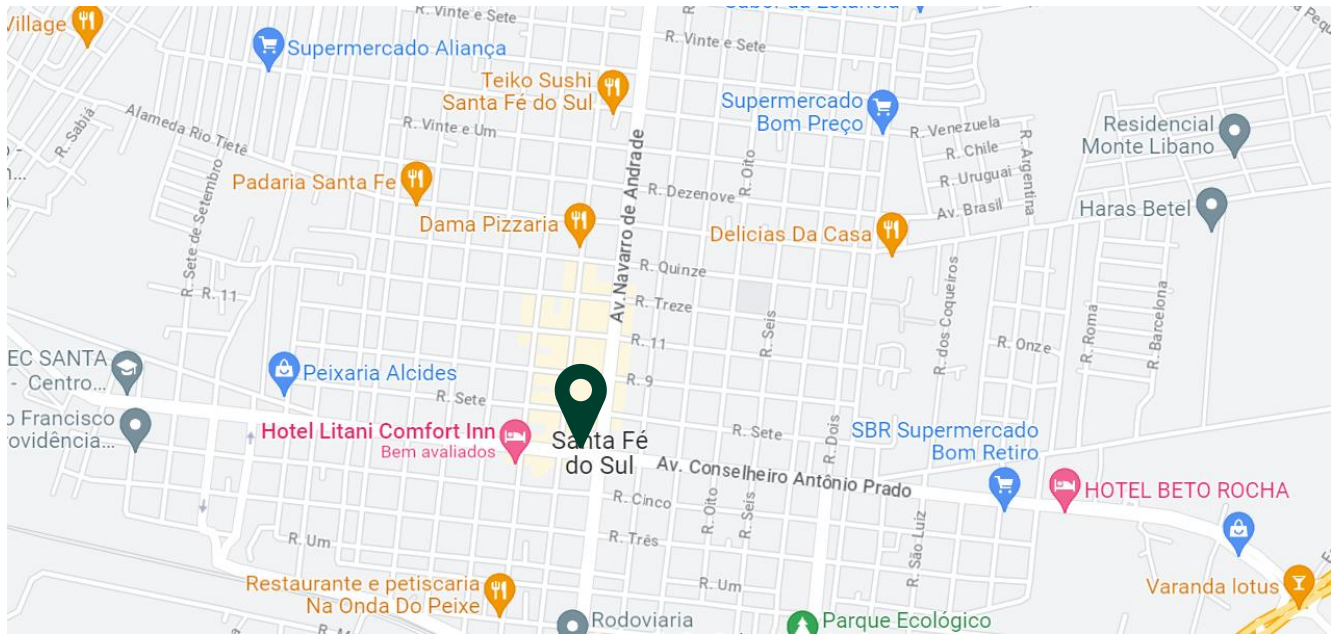 Village
R. Vinte e Sete
Sabor da Estância
R. Vinte e Sete
Supermercado Aliança
Teiko Sushi
Santa Fé do Sul
Supermercado
Bom Preço
Alameda Rio Tietê
R. Sabiá
R. Vinte e Um
Av. Navarro de Andrade
R. Oito
R. Venezuela
R. Chile
R. Uruguai
R. Argentina
Residencial
Monte Libano
Padaria Santa Fe
R. Dezenove
Av. Brasil
Haras Betel
R. Sete de Setembro
Dama Pizzaria
Delicias Da Casa
R. Quinze
R. 11
R. Treze
R. Seis
R. dos Coqueiros
R. Roma
R. Barcelona
R. 11
R. Onze
EC SANTA
- Centro...
Peixaria Alcides
R. 9
R. Sete
o Francisco
rovidência...
Hotel Litani Comfort Inn
Bem avaliados
Santa Fé
do Sul
R. Sete
R. Dois
SBR Supermercado
Bom Retiro
Av. Conselheiro Antônio Prado
HOTEL BETO ROCHA
R. Cinco
R. Oito
R. Seis
R. São Luiz
R. Um
R. Três
Restaurante e petiscaria
Na Onda Do Peixe
R. Um
Varanda lotus
Rodoviaria
Parque Ecológico